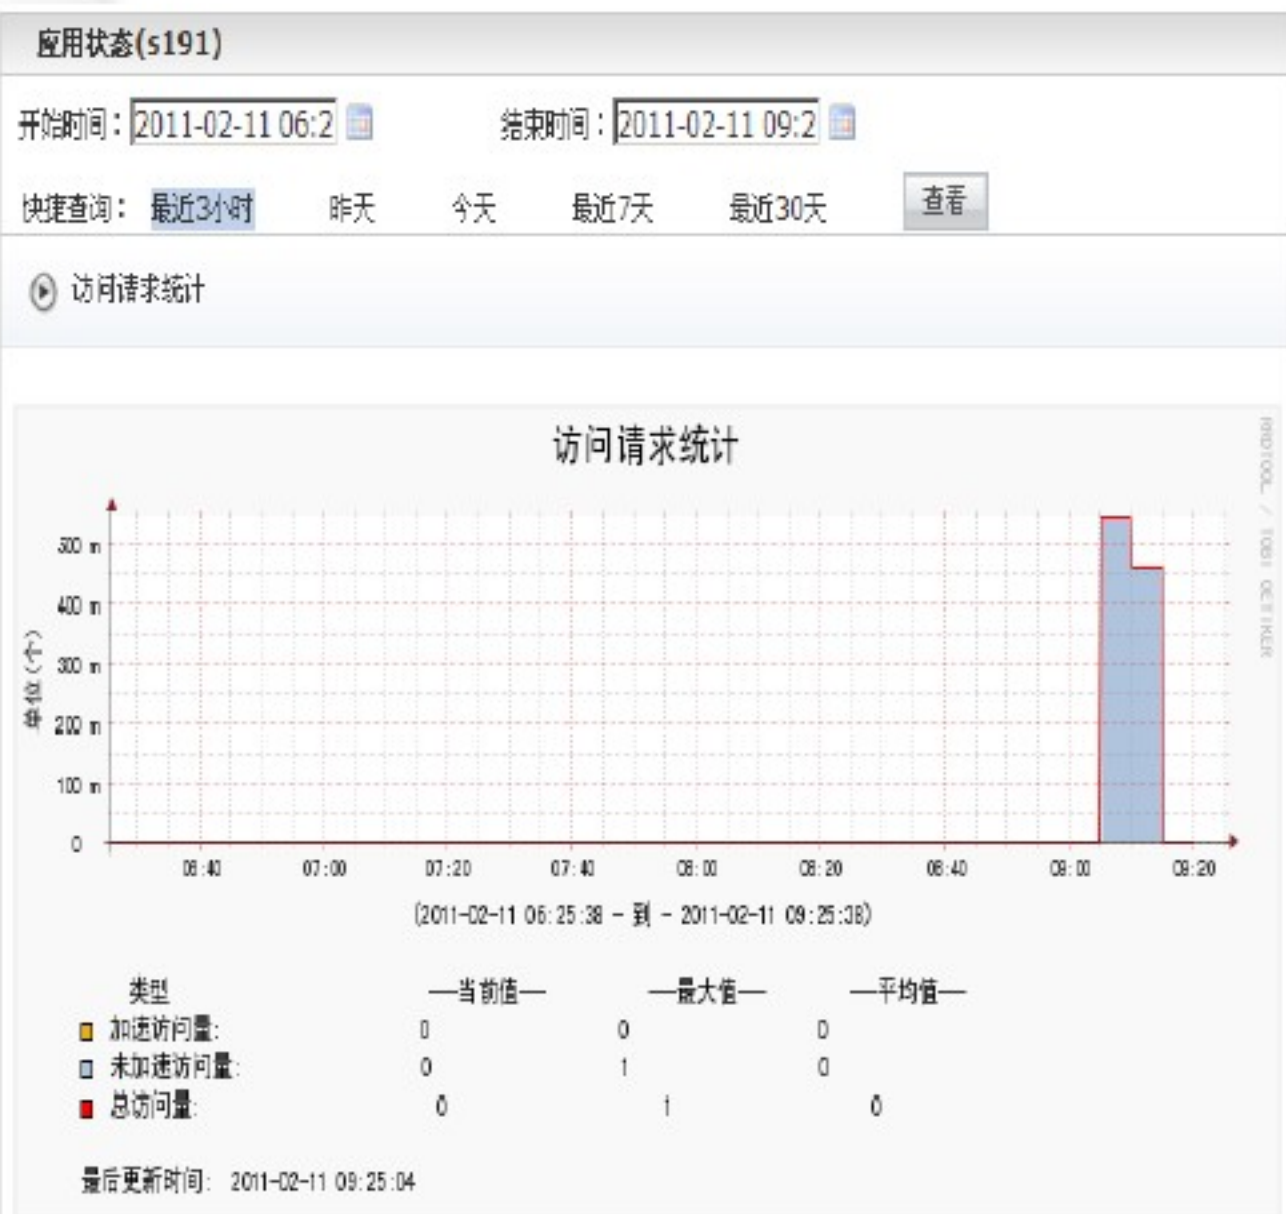 应用状态(s191)
开始时间：2011-02-11 06:2 结束时间：2011-02-11 09:2
快捷查询： 最近3小时 昨天 今天 最近7天 最近30天 查看
访问请求统计
访问请求统计
RRDTOOL / TOBI OETIKER
单位(个)
500 m
400 m
300 m
200 m
100 m
0
06:40 07:00 07:20 07:40 08:00 08:20 08:40 09:00 09:20
(2011-02-11 06:25:38 - 到 - 2011-02-11 09:25:38)
类型 —当前值— —最大值— —平均值—
加速访问量: 0 0 0
未加速访问量: 0 1 0
总访问量: 0 1 0
最后更新时间: 2011-02-11 09:25:04